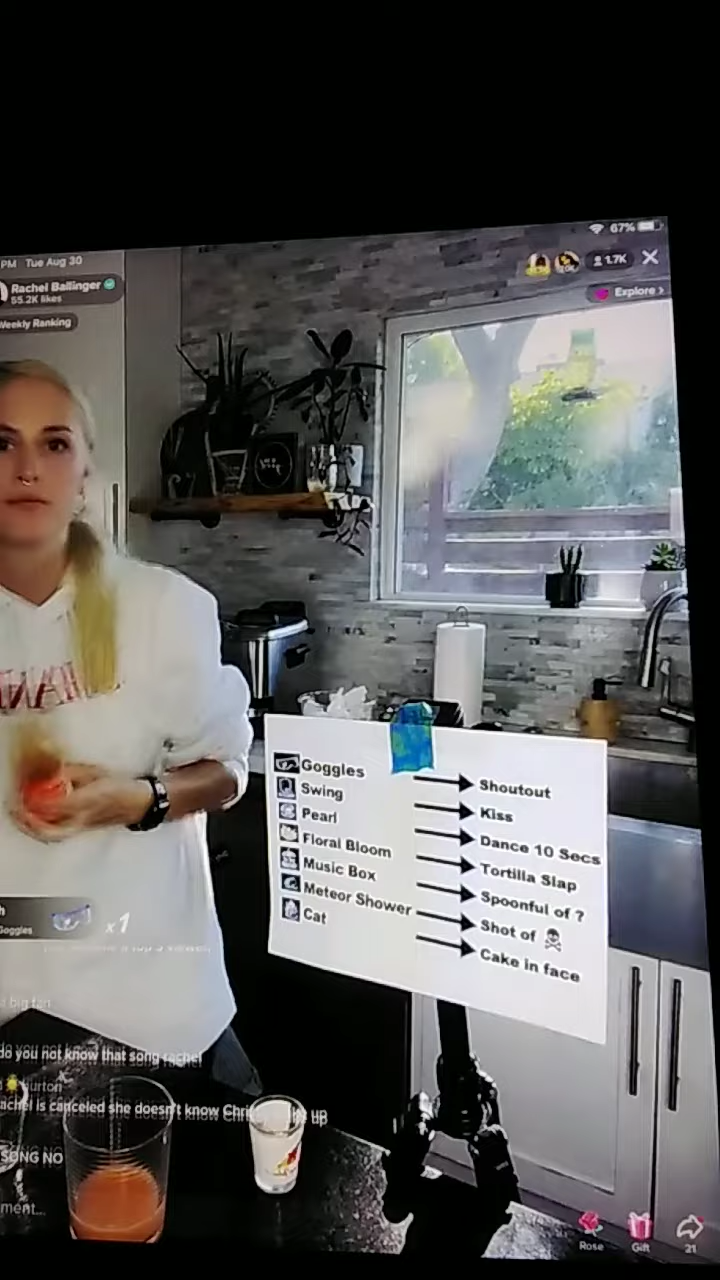 PM Tue Aug 30
67%
Rachel Ballinger
55.2K likes
1.7K
Explore >
Weekly Ranking
Goggles Shoutout
Swing Kiss
Pearl Dance 10 Secs
Floral Bloom Tortilla Slap
Music Box Spoonful of ?
Meteor Shower Shot of
Cat Cake in face
Goggles
x1
big fan
do you not know that song rachel
burton
she doesn't know
SONG NO
Rose
Gift
21